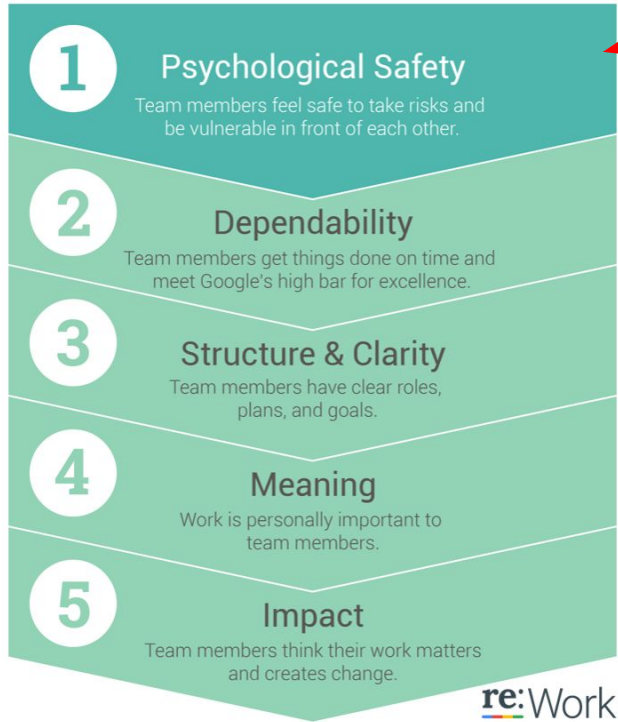 1
Psychological Safety
Team members feel safe to take risks and
be vulnerable in front of each other.
2
Dependability
Team members get things done on time and
meet Google's high bar for excellence.
3
Structure & Clarity
Team members have clear roles,
plans, and goals.
4
Meaning
Work is personally important to
team members.
5
Impact
Team members think their work matters
and creates change.
re:Work